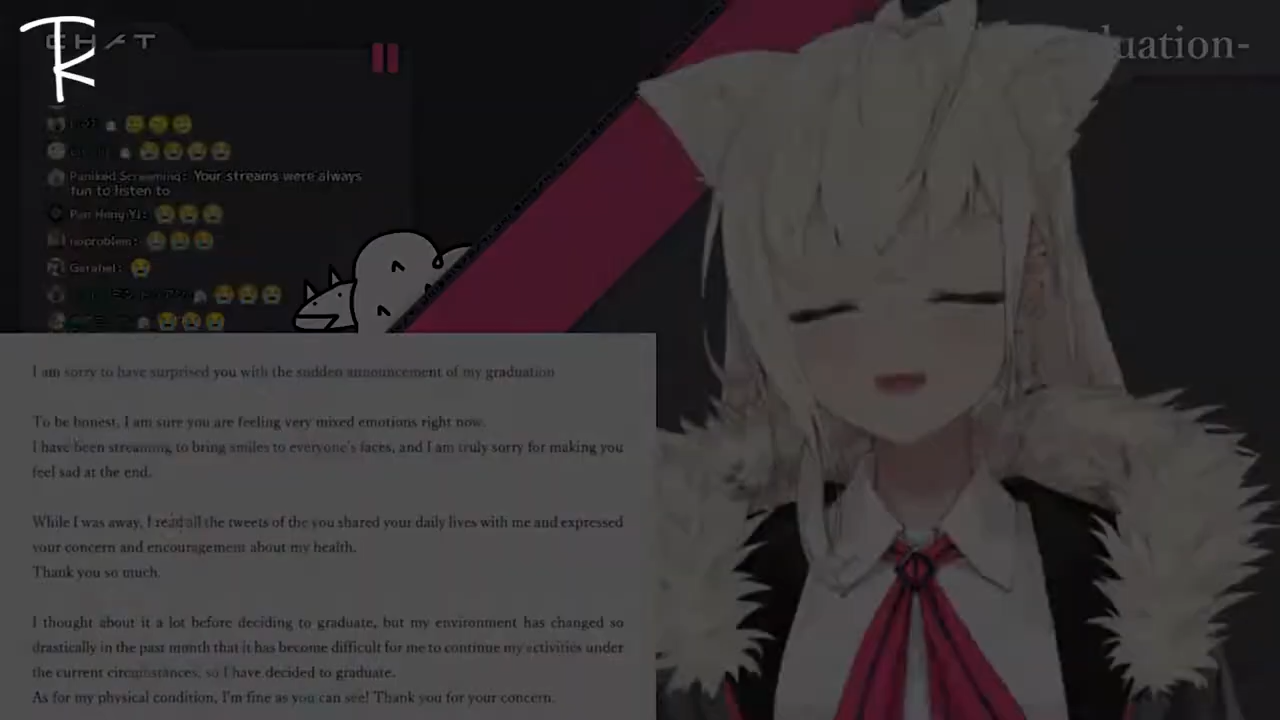 TK
CHAT
uation-
Paniked Screaming: Your streams were always
fun to listen to
Pan Hong Yi:
noproblem:
I am sorry to have surprised you with the sudden announcement of my graduation
To be honest, I am sure you are feeling very mixed emotions right now.
I have been streaming to bring smiles to everyone's faces, and I am truly sorry for making you
feel sad at the end.
While I was away, I read all the tweets of the you shared your daily lives with me and expressed
your concern and encouragement about my health.
Thank you so much.
I thought about it a lot before deciding to graduate, but my environment has changed so
drastically in the past month that it has become difficult for me to continue my activities under
the current circumstances, so I have decided to graduate.
As for my physical condition, I'm fine as you can see! Thank you for your concern.